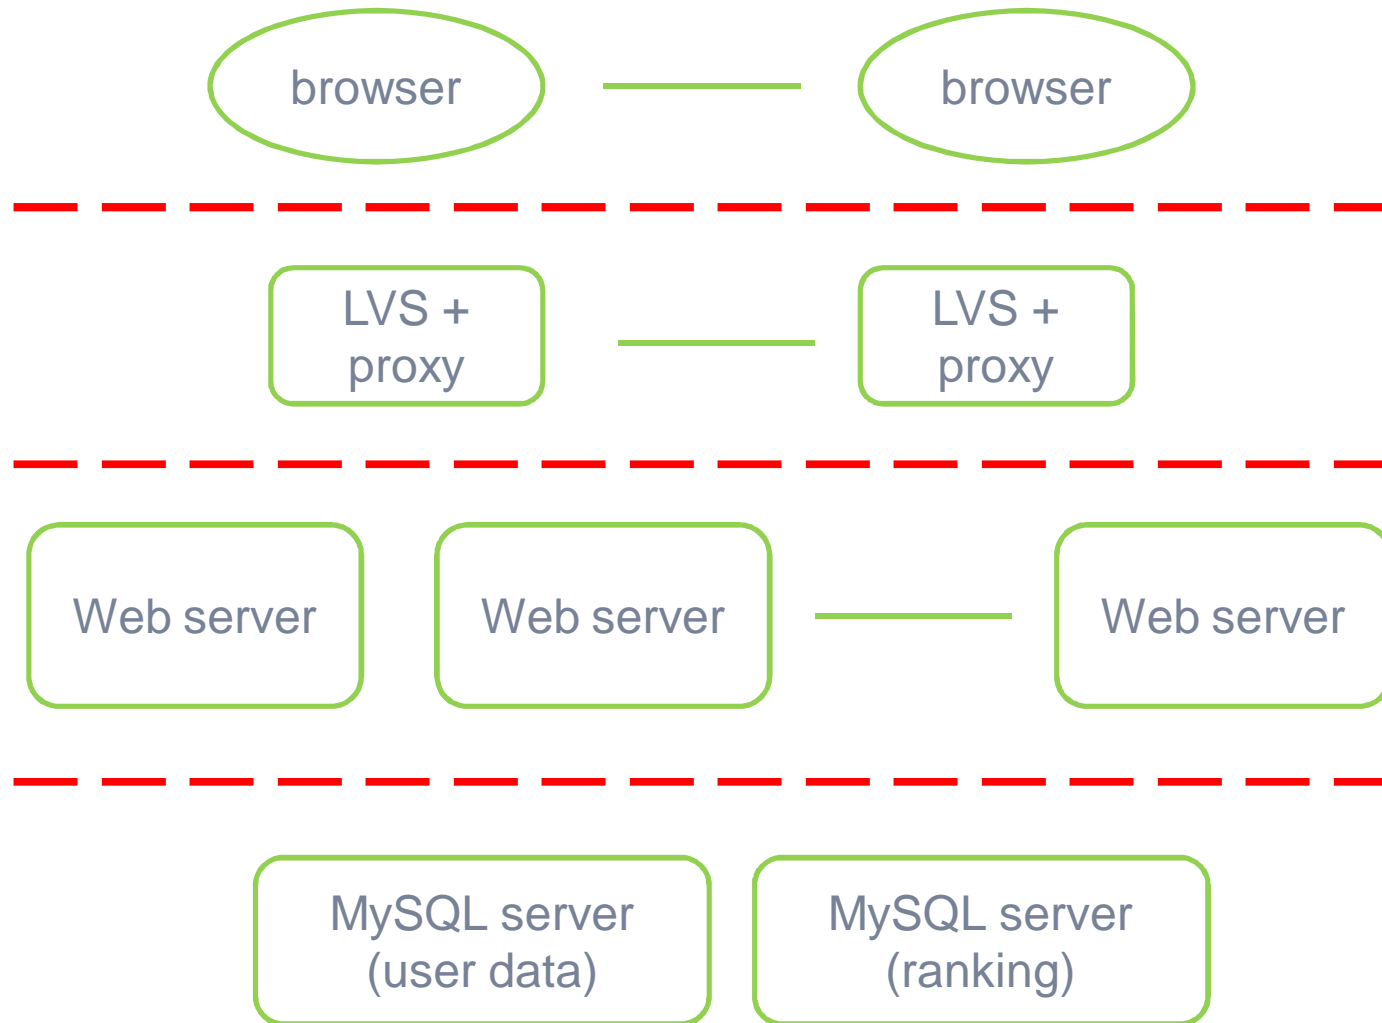 browser
browser
LVS +
proxy
LVS +
proxy
Web server
Web server
Web server
MySQL server
(user data)
MySQL server
(ranking)